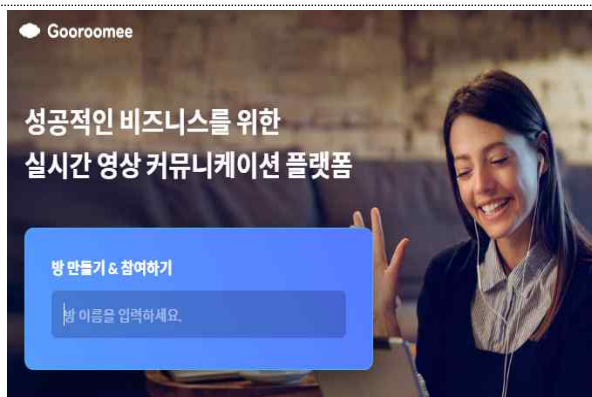 Gooroomee
성공적인 비즈니스를 위한
실시간 영상 커뮤니케이션 플랫폼
방 만들기 & 참여하기
방 이름을 입력하세요.